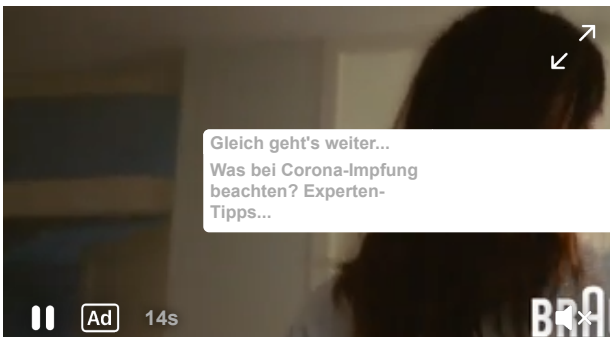 Gleich geht's weiter...
Was bei Corona-Impfung
beachten? Experten-
Tipps...
Ad
14s